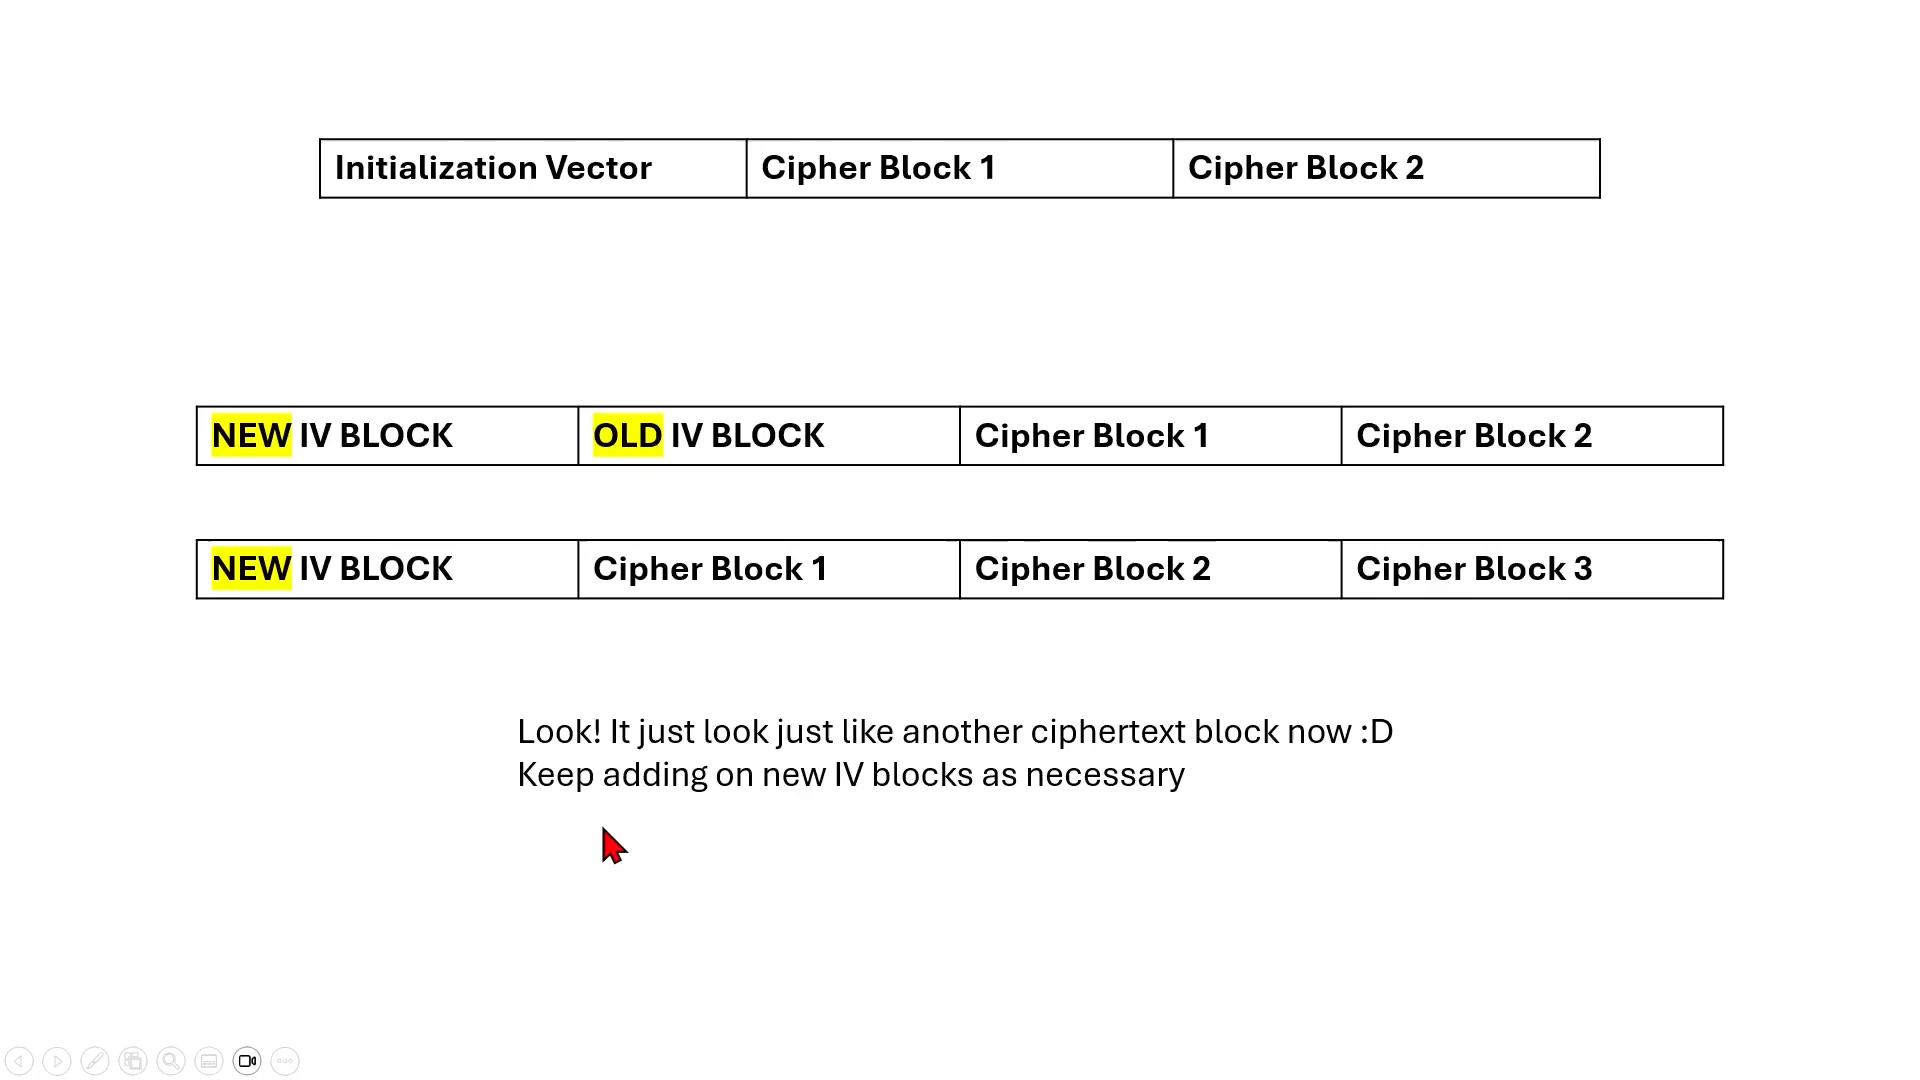 Initialization Vector Cipher Block 1 Cipher Block 2
NEW IV BLOCK OLD IV BLOCK Cipher Block 1 Cipher Block 2
NEW IV BLOCK Cipher Block 1 Cipher Block 2 Cipher Block 3
Look! It just look just like another ciphertext block now :D
Keep adding on new IV blocks as necessary